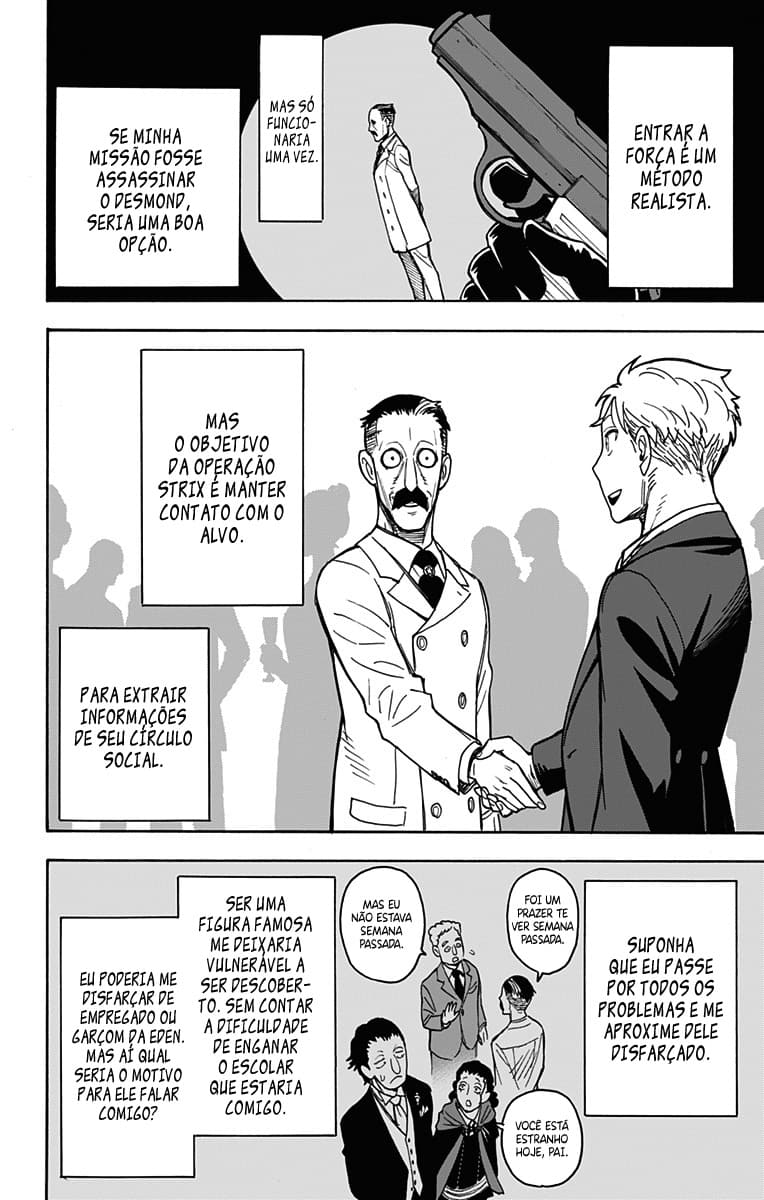 ENTRAR A
FORÇA É UM
MÉTODO
REALISTA.
MAS SÓ
FUNCIO-
NARIA
UMA VEZ.
SE MINHA
MISSÃO FOSSE
ASSASSINAR
O DESMOND,
SERIA UMA BOA
OPÇÃO.
MAS
O OBJETIVO
DA OPERAÇÃO
STRIX É MANTER
CONTATO COM O
ALVO.
PARA EXTRAIR
INFORMAÇÕES
DE SEU CÍRCULO
SOCIAL.
SUPONHA
QUE EU PASSE
POR TODOS OS
PROBLEMAS E ME
APROXIME DELE
DISFARÇADO.
FOI UM
PRAZER TE
VER SEMANA
PASSADA.
MAS EU
NÃO ESTAVA
SEMANA
PASSADA.
VOCÊ ESTÁ
ESTRANHO
HOJE, PAI.
SER UMA
FIGURA FAMOSA
ME DEIXARIA
VULNERÁVEL A
SER DESCOBER-
TO. SEM CONTAR
A DIFICULDADE
DE ENGANAR
O ESCOLAR
QUE ESTARIA
COMIGO.
EU PODERIA ME
DISFARÇAR DE
EMPREGADO OU
GARÇOM DA EDEN.
MAS AÍ QUAL
SERIA O MOTIVO
PARA ELE FALAR
COMIGO?